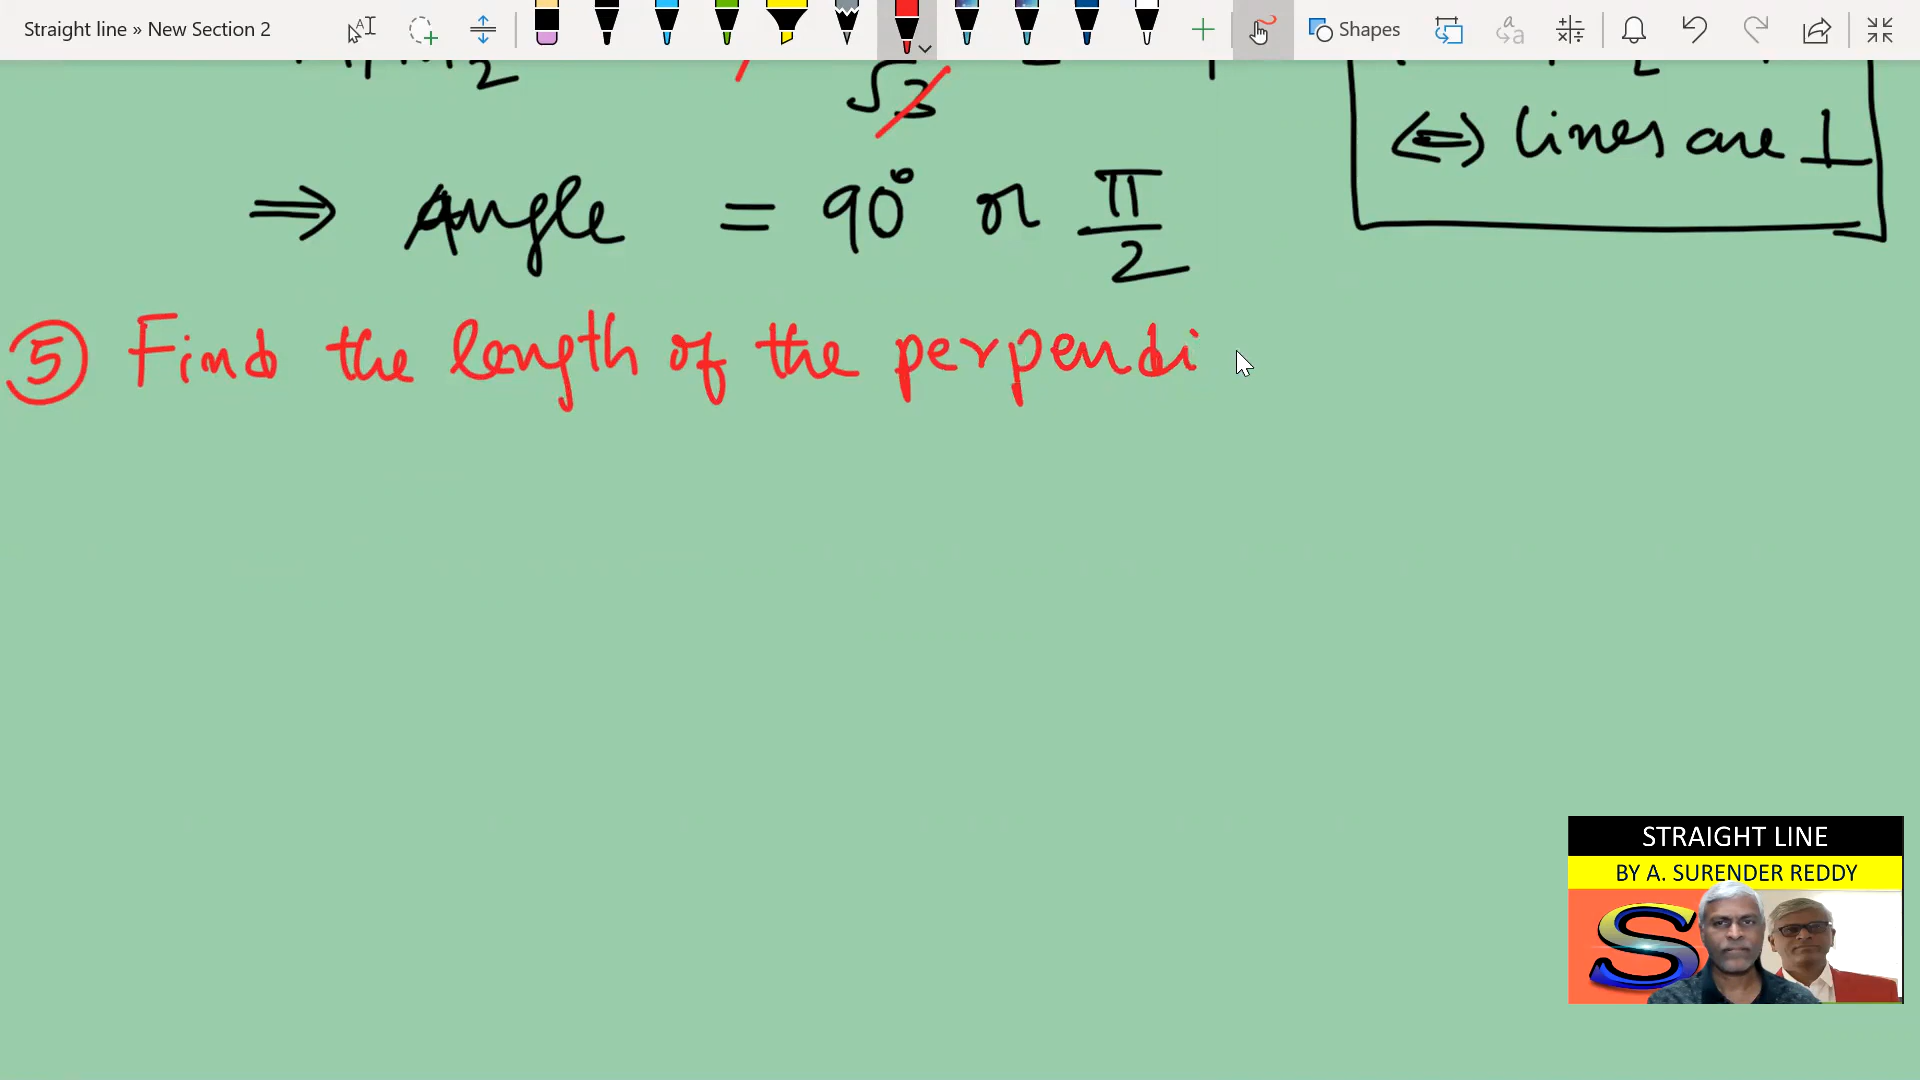 Straight line » New Section 2
Shapes
√3
⟺ lines are ⊥
⇒ Angle = 90° or π/2
⑤ Find the length of the perpendi
STRAIGHT LINE
BY A. SURENDER REDDY
S